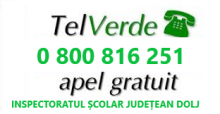 TelVerde
0 800 816 251
apel gratuit
INSPECTORATUL ȘCOLAR JUDEȚEAN DOLJ